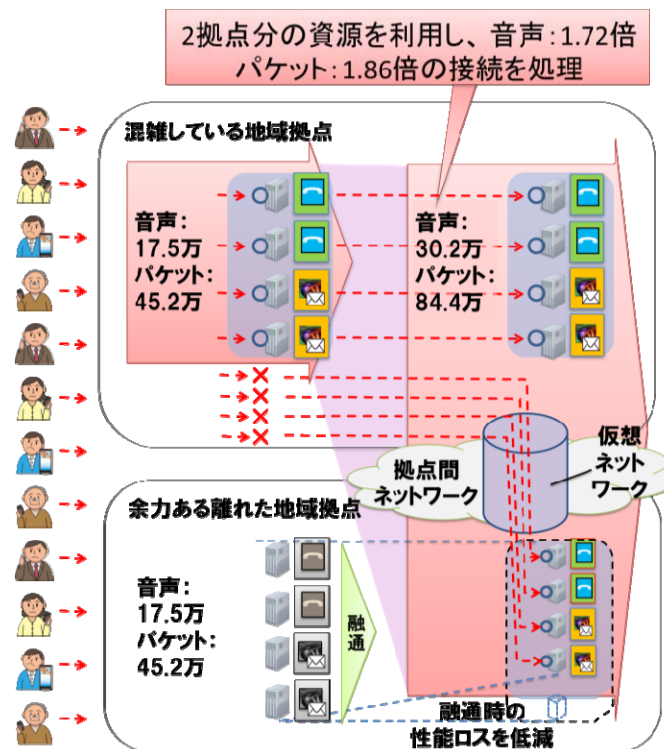 2拠点分の資源を利用し、音声:1.72倍
パケット:1.86倍の接続を処理
混雑している地域拠点
音声:
17.5万
パケット:
45.2万
音声:
30.2万
パケット:
84.4万
拠点間
ネットワーク
仮想
ネット
ワーク
余力ある離れた地域拠点
音声:
17.5万
パケット:
45.2万
融通
融通時の
性能ロスを低減